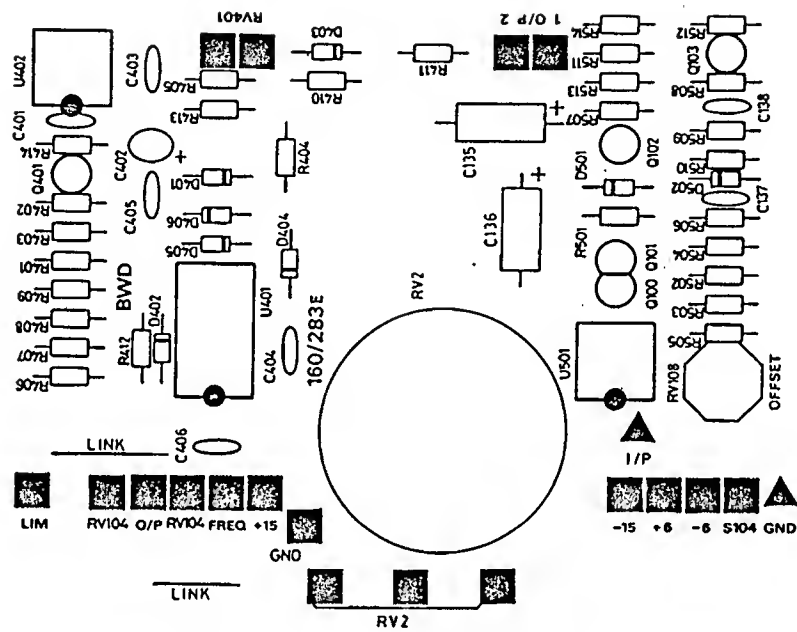 RV401
1 O/P 2
U402
C403
R405
D403
R410
R411
R514
R511
R512
Q103
R508
C138
R413
R513
R507
C401
R414
C402
+
R404
C135
+
D501
Q102
R509
R510
Q401
R402
C405
D401
D406
D405
D404
C136
+
R501
D502
C137
R506
R403
R401
R409
R408
R407
R406
BWD
R412
D402
U401
C404
160/283E
RV2
Q101
Q100
R504
R502
R503
R505
U501
RV108
OFFSET
C406
LINK
I/P
LIM
RV104
O/P
RV104
FREQ
+15
GND
-15
+6
-6
S104
GND
LINK
RV2